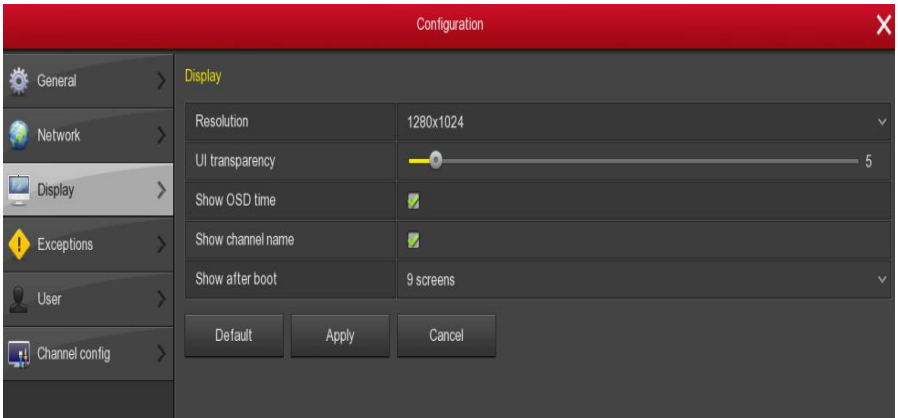 Configuration
General
Network
Display
Exceptions
User
Channel config
Display
Resolution 1280x1024
UI transparency 5
Show OSD time
Show channel name
Show after boot 9 screens
Default Apply Cancel